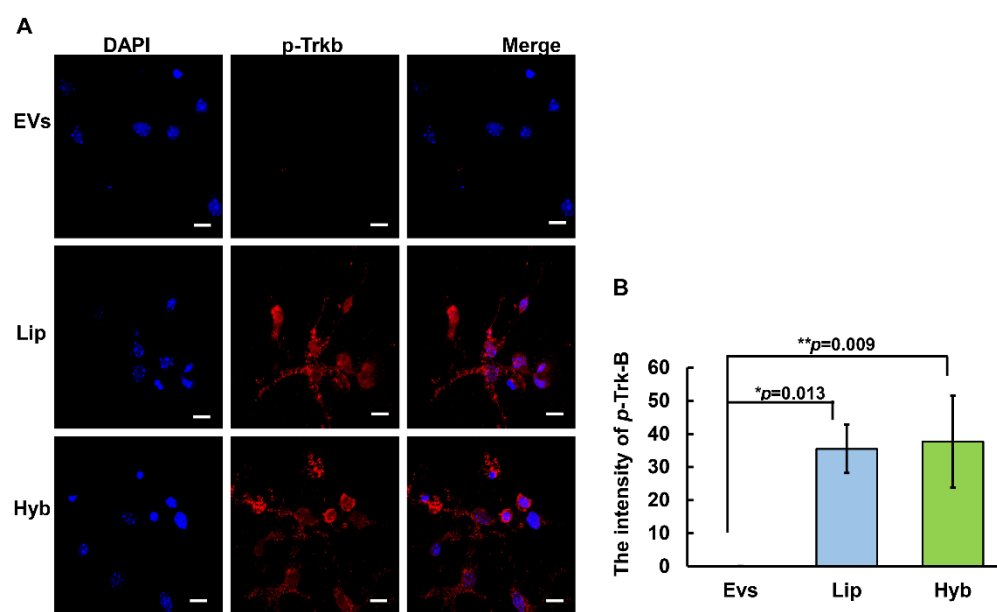 A
DAPI p-Trkb Merge
EVs
Lip
Hyb
B
The intensity of p-Trk-B
**p=0.009
*p=0.013
60
50
40
30
20
10
0
Evs Lip Hyb